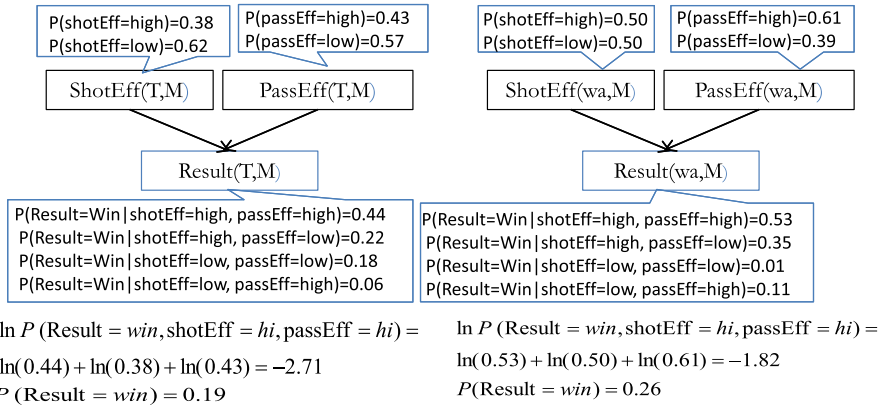 P(shotEff=high)=0.38
P(shotEff=low)=0.62
P(passEff=high)=0.43
P(passEff=low)=0.57
ShotEff(T,M)
PassEff(T,M)
Result(T,M)
P(Result=Win|shotEff=high, passEff=high)=0.44
P(Result=Win|shotEff=high, passEff=low)=0.22
P(Result=Win|shotEff=low, passEff=low)=0.18
P(Result=Win|shotEff=low, passEff=high)=0.06
ln P (Result = win, shotEff = hi, passEff = hi) =
ln(0.44) + ln(0.38) + ln(0.43) = −2.71
P (Result = win) = 0.19
P(shotEff=high)=0.50
P(shotEff=low)=0.50
P(passEff=high)=0.61
P(passEff=low)=0.39
ShotEff(wa,M)
PassEff(wa,M)
Result(wa,M)
P(Result=Win|shotEff=high, passEff=high)=0.53
P(Result=Win|shotEff=high, passEff=low)=0.35
P(Result=Win|shotEff=low, passEff=low)=0.01
P(Result=Win|shotEff=low, passEff=high)=0.11
ln P (Result = win, shotEff = hi, passEff = hi) =
ln(0.53) + ln(0.50) + ln(0.61) = −1.82
P(Result = win) = 0.26